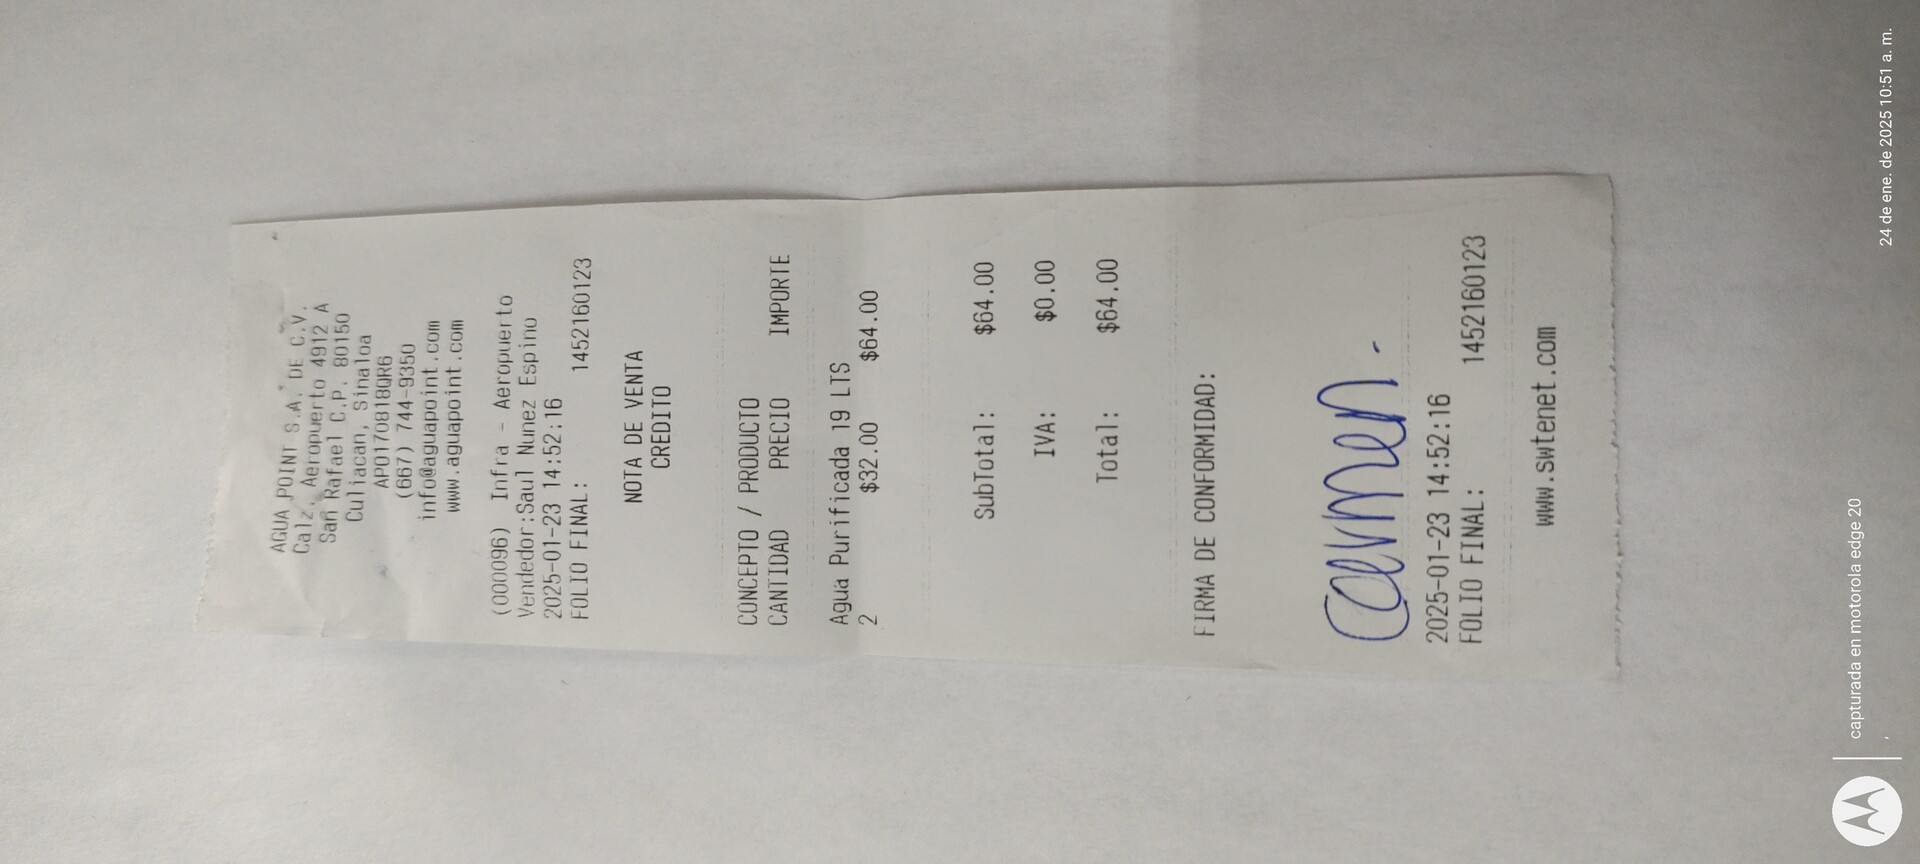 AGUA POINT S.A. DE C.V.
Calz. Aeropuerto 4912 A
San Rafael C.P. 80150
Culiacan, Sinaloa
APO170818QR6
(667) 744-9350
info@aguapoint.com
www.aguapoint.com
(000096) Infra - Aeropuerto
Vendedor:Saul Nunez Espino
2025-01-23 14:52:16
FOLIO FINAL: 1452160123
NOTA DE VENTA
CREDITO
CONCEPTO / PRODUCTO
CANTIDAD PRECIO IMPORTE
Agua Purificada 19 LTS
2 $32.00 $64.00
SubTotal: $64.00
IVA: $0.00
Total: $64.00
FIRMA DE CONFORMIDAD:
Carmen.
2025-01-23 14:52:16
FOLIO FINAL: 1452160123
www.swtenet.com
capturada en motorola edge 20
,
24 de ene. de 2025 10:51 a. m.